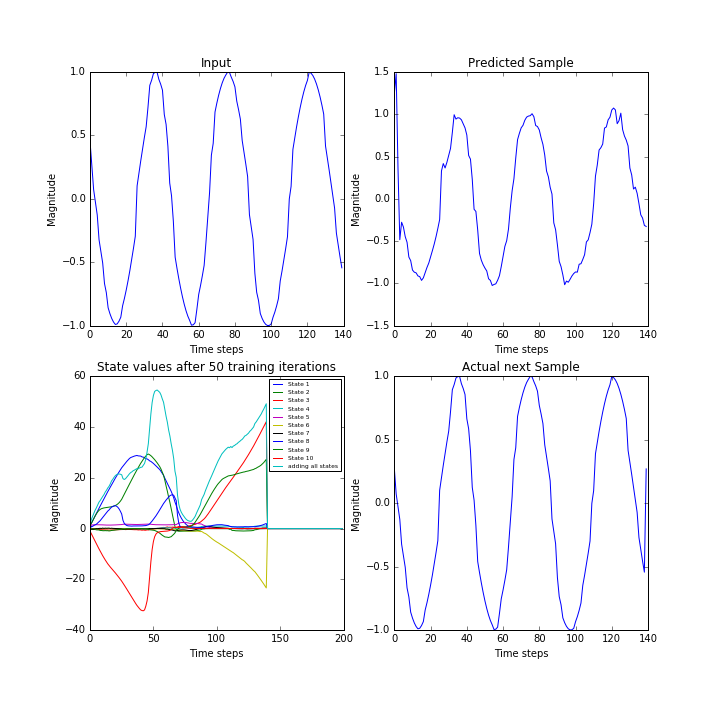 Input
1.0
0.5
0.0
−0.5
−1.0
Magnitude
0 20 40 60 80 100 120 140
Time steps
Predicted Sample
1.5
1.0
0.5
0.0
−0.5
−1.0
−1.5
Magnitude
0 20 40 60 80 100 120 140
Time steps
State values after 50 training iterations
60
40
20
0
−20
−40
Magnitude
State 1
State 2
State 3
State 4
State 5
State 6
State 7
State 8
State 9
State 10
adding all states
0 50 100 150 200
Time steps
Actual next Sample
1.0
0.5
0.0
−0.5
−1.0
Magnitude
0 20 40 60 80 100 120 140
Time steps